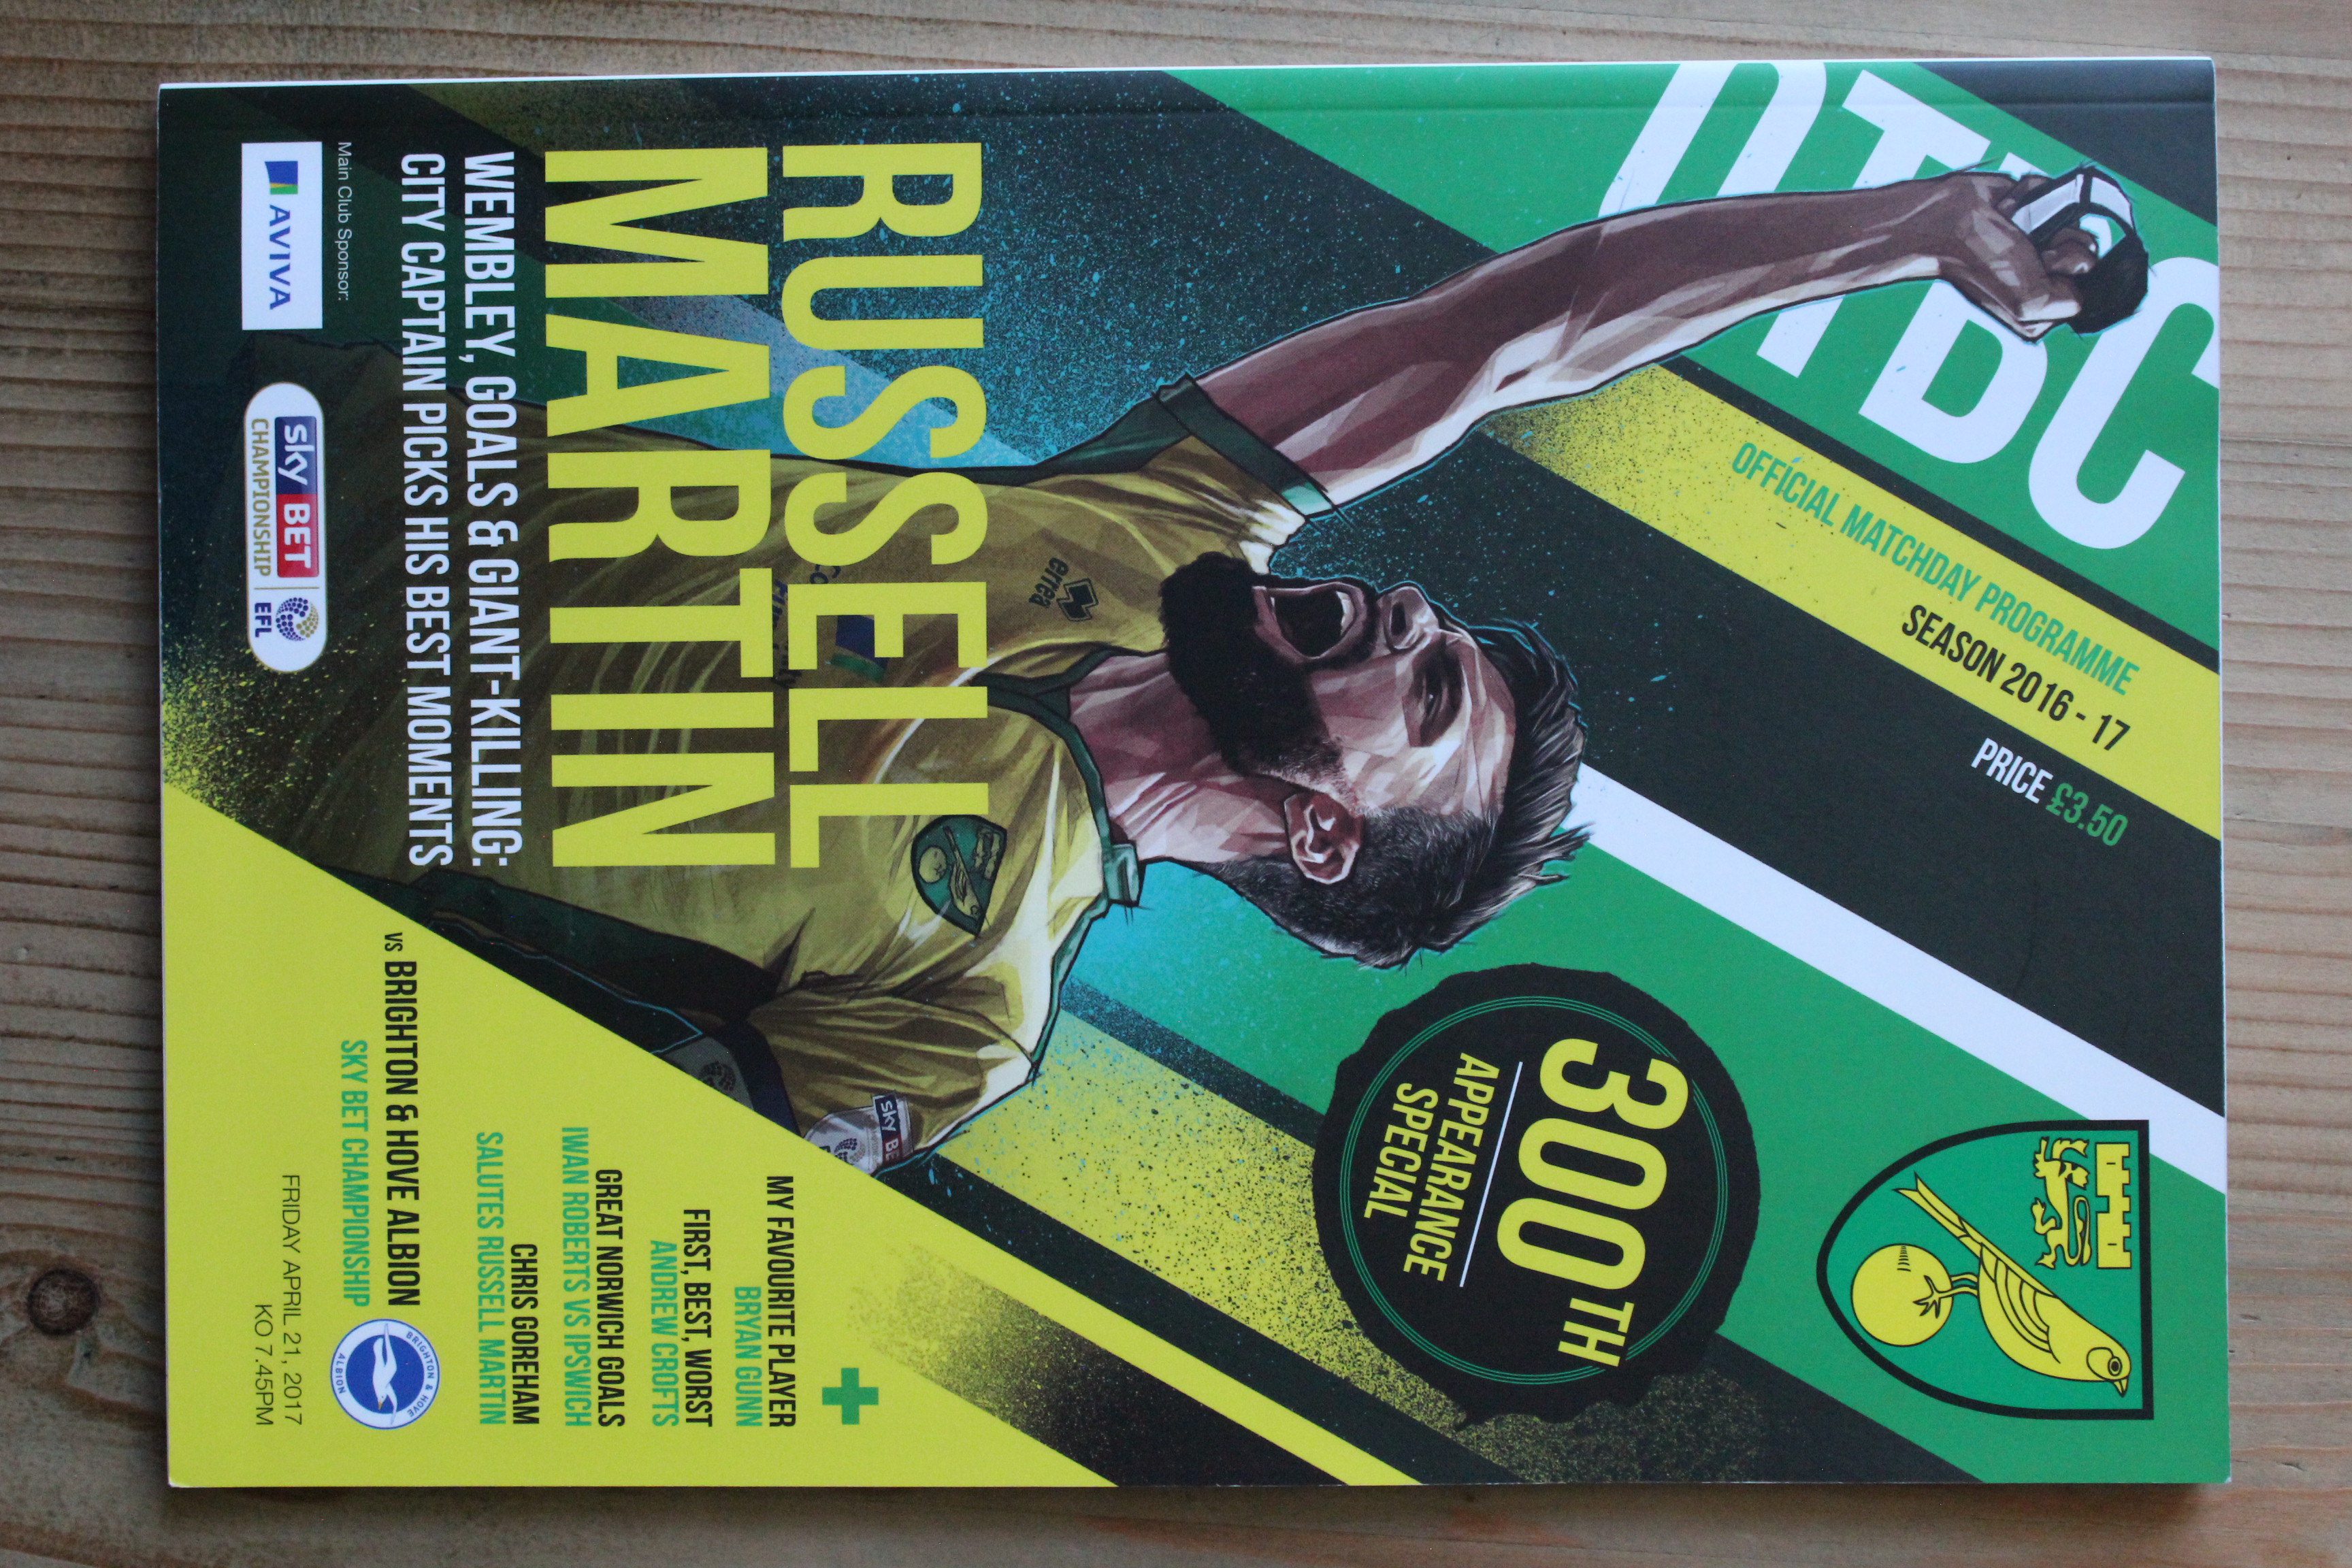 OTBC
OFFICIAL MATCHDAY PROGRAMME
SEASON 2016 - 17
PRICE £3.50
300TH
APPEARANCE
SPECIAL
erreà
RUSSELL
MARTIN
WEMBLEY, GOALS & GIANT-KILLING:
CITY CAPTAIN PICKS HIS BEST MOMENTS
Main Club Sponsor:
AVIVA
sky BET
CHAMPIONSHIP
EFL
SKY BE
+
MY FAVOURITE PLAYER
BRYAN GUNN
FIRST, BEST, WORST
ANDREW CROFTS
GREAT NORWICH GOALS
IWAN ROBERTS VS IPSWICH
CHRIS GOREHAM
SALUTES RUSSELL MARTIN
VS BRIGHTON & HOVE ALBION
SKY BET CHAMPIONSHIP
BRIGHTON & HOVE
ALBION
FRIDAY APRIL 21, 2017
KO 7.45PM